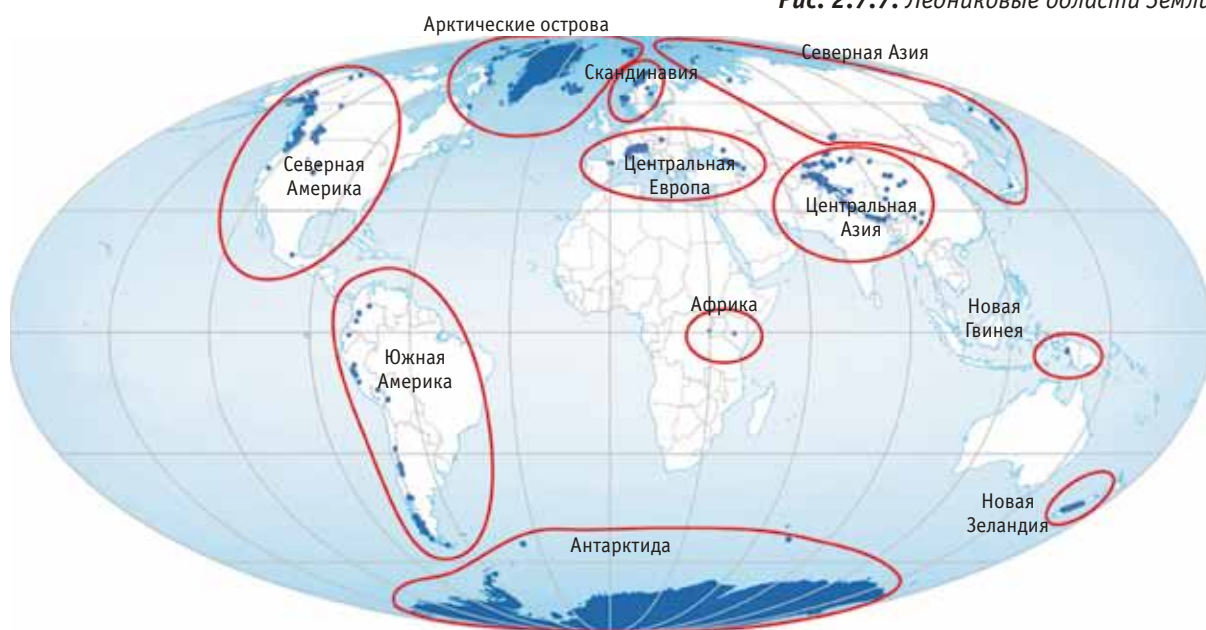 Рис. 2.7.7. Ледниковые области Земли
Арктические острова
Северная Азия
Скандинавия
Северная
Америка
Центральная
Европа
Центральная
Азия
Африка
Новая
Гвинея
Южная
Америка
Новая
Зеландия
Антарктида